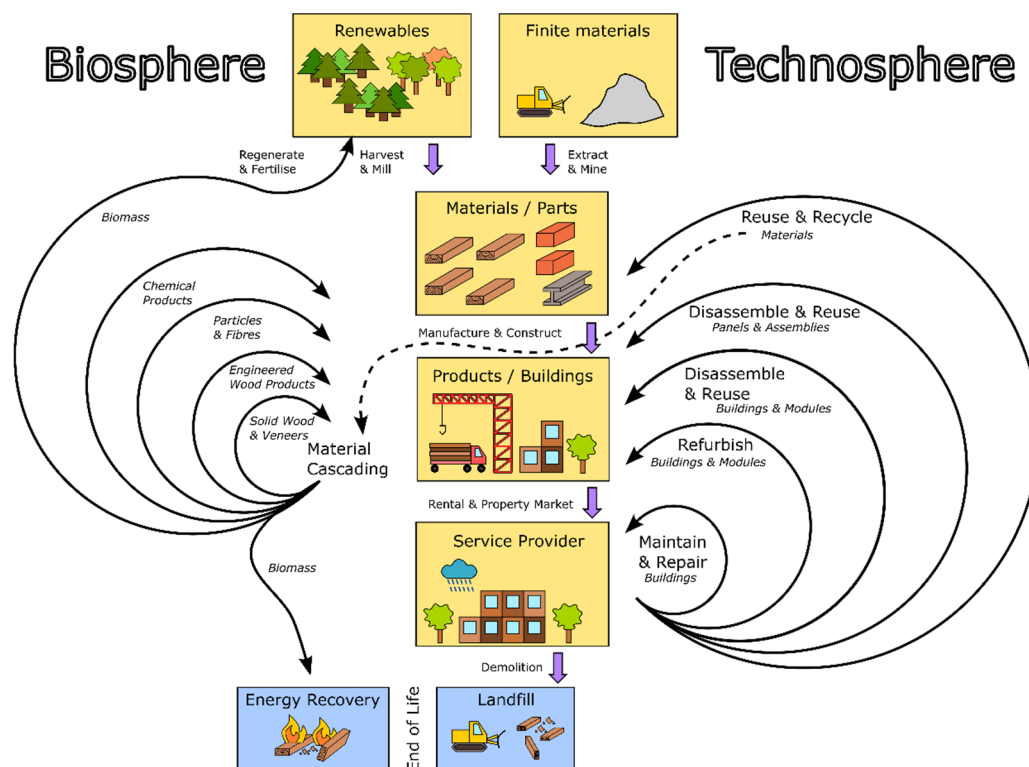 Biosphere
Renewables
Finite materials
Technosphere
Regenerate
& Fertilise
Harvest
& Mill
Extract
& Mine
Biomass
Materials / Parts
Reuse & Recycle
Materials
Chemical
Products
Particles
& Fibres
Manufacture & Construct
Disassemble & Reuse
Panels & Assemblies
Engineered
Wood Products
Products / Buildings
Disassemble
& Reuse
Buildings & Modules
Solid Wood
& Veneers
Material
Cascading
Refurbish
Buildings & Modules
Rental & Property Market
Service Provider
Maintain
& Repair
Buildings
Biomass
Demolition
Energy Recovery
End of Life
Landfill